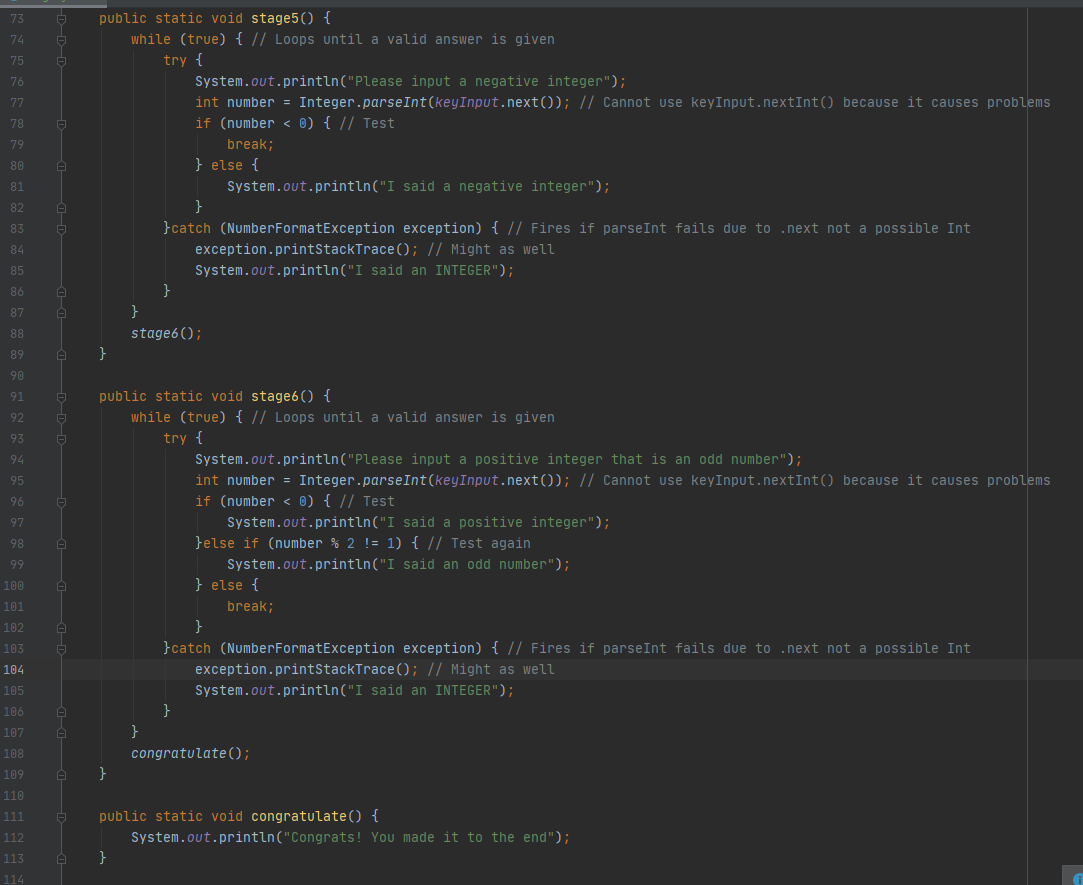 73 public static void stage5() {
74 while (true) { // Loops until a valid answer is given
75 try {
76 System.out.println("Please input a negative integer");
77 int number = Integer.parseInt(keyInput.next()); // Cannot use keyInput.nextInt() because it causes problems
78 if (number < 0) { // Test
79 break;
80 } else {
81 System.out.println("I said a negative integer");
82 }
83 }catch (NumberFormatException exception) { // Fires if parseInt fails due to .next not a possible Int
84 exception.printStackTrace(); // Might as well
85 System.out.println("I said an INTEGER");
86 }
87 }
88 stage6();
89 }
90
91 public static void stage6() {
92 while (true) { // Loops until a valid answer is given
93 try {
94 System.out.println("Please input a positive integer that is an odd number");
95 int number = Integer.parseInt(keyInput.next()); // Cannot use keyInput.nextInt() because it causes problems
96 if (number < 0) { // Test
97 System.out.println("I said a positive integer");
98 }else if (number % 2 != 1) { // Test again
99 System.out.println("I said an odd number");
100 } else {
101 break;
102 }
103 }catch (NumberFormatException exception) { // Fires if parseInt fails due to .next not a possible Int
104 exception.printStackTrace(); // Might as well
105 System.out.println("I said an INTEGER");
106 }
107 }
108 congratulate();
109 }
110
111 public static void congratulate() {
112 System.out.println("Congrats! You made it to the end");
113 }
114